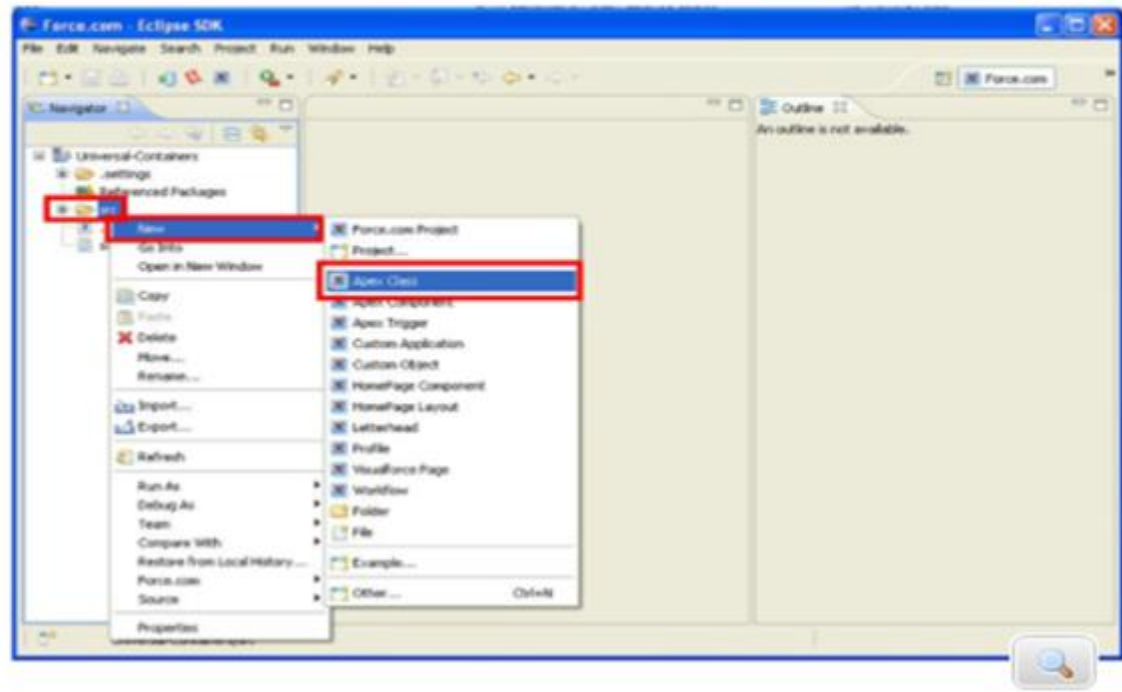 Force.com - Eclipse SDK
File Edit Navigate Search Project Run Window Help
Force.com
Navigator
Outline
An outline is not available.
Universal-Containers
.settings
Referenced Packages
src
New
Go Into
Open in New Window
Copy
Paste
Delete
Move...
Rename...
Import...
Export...
Refresh
Run As
Debug As
Team
Compare With
Restore from Local History...
Force.com
Source
Properties
Force.com Project
Project...
Apex Class
Apex Component
Apex Trigger
Custom Application
Custom Object
HomePage Component
HomePage Layout
Letterhead
Profile
Visualforce Page
Workflow
Folder
File
Example...
Other... Ctrl+N